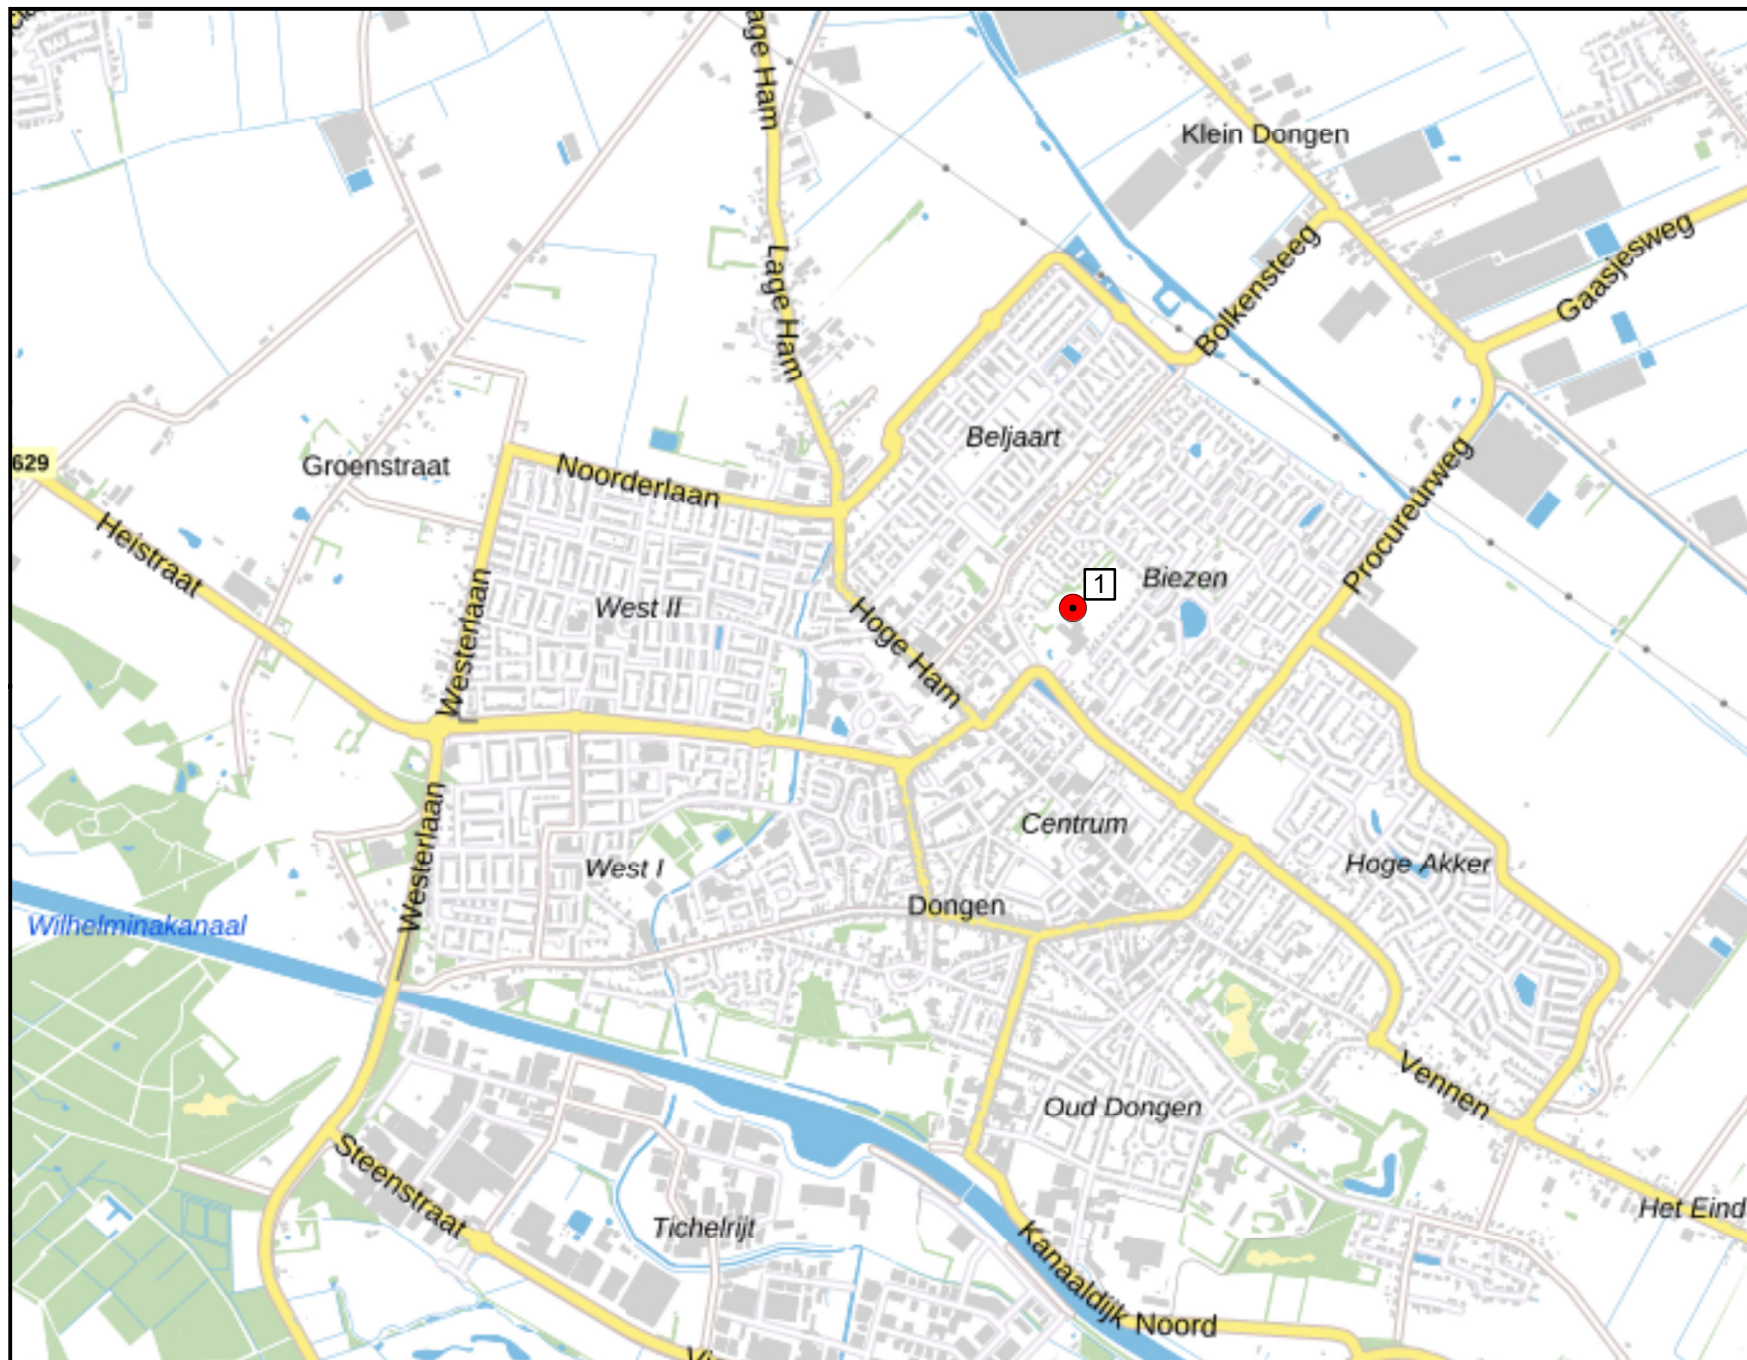 age Ham
Klein Dongen
Gaasjesweg
Bolkensteeg
Lage Ham
Beljaart
629
Groenstraat
Noorderlaan
Procureurweg
Heistraat
1
Biezen
West II
Westerlaan
Hoge Ham
Centrum
Westerlaan
West I
Hoge Akker
Dongen
Wilhelminakanaal
Vennen
Oud Dongen
Steenstraat
Tichelrijt
Het Eind
Kanaaldijk Noord